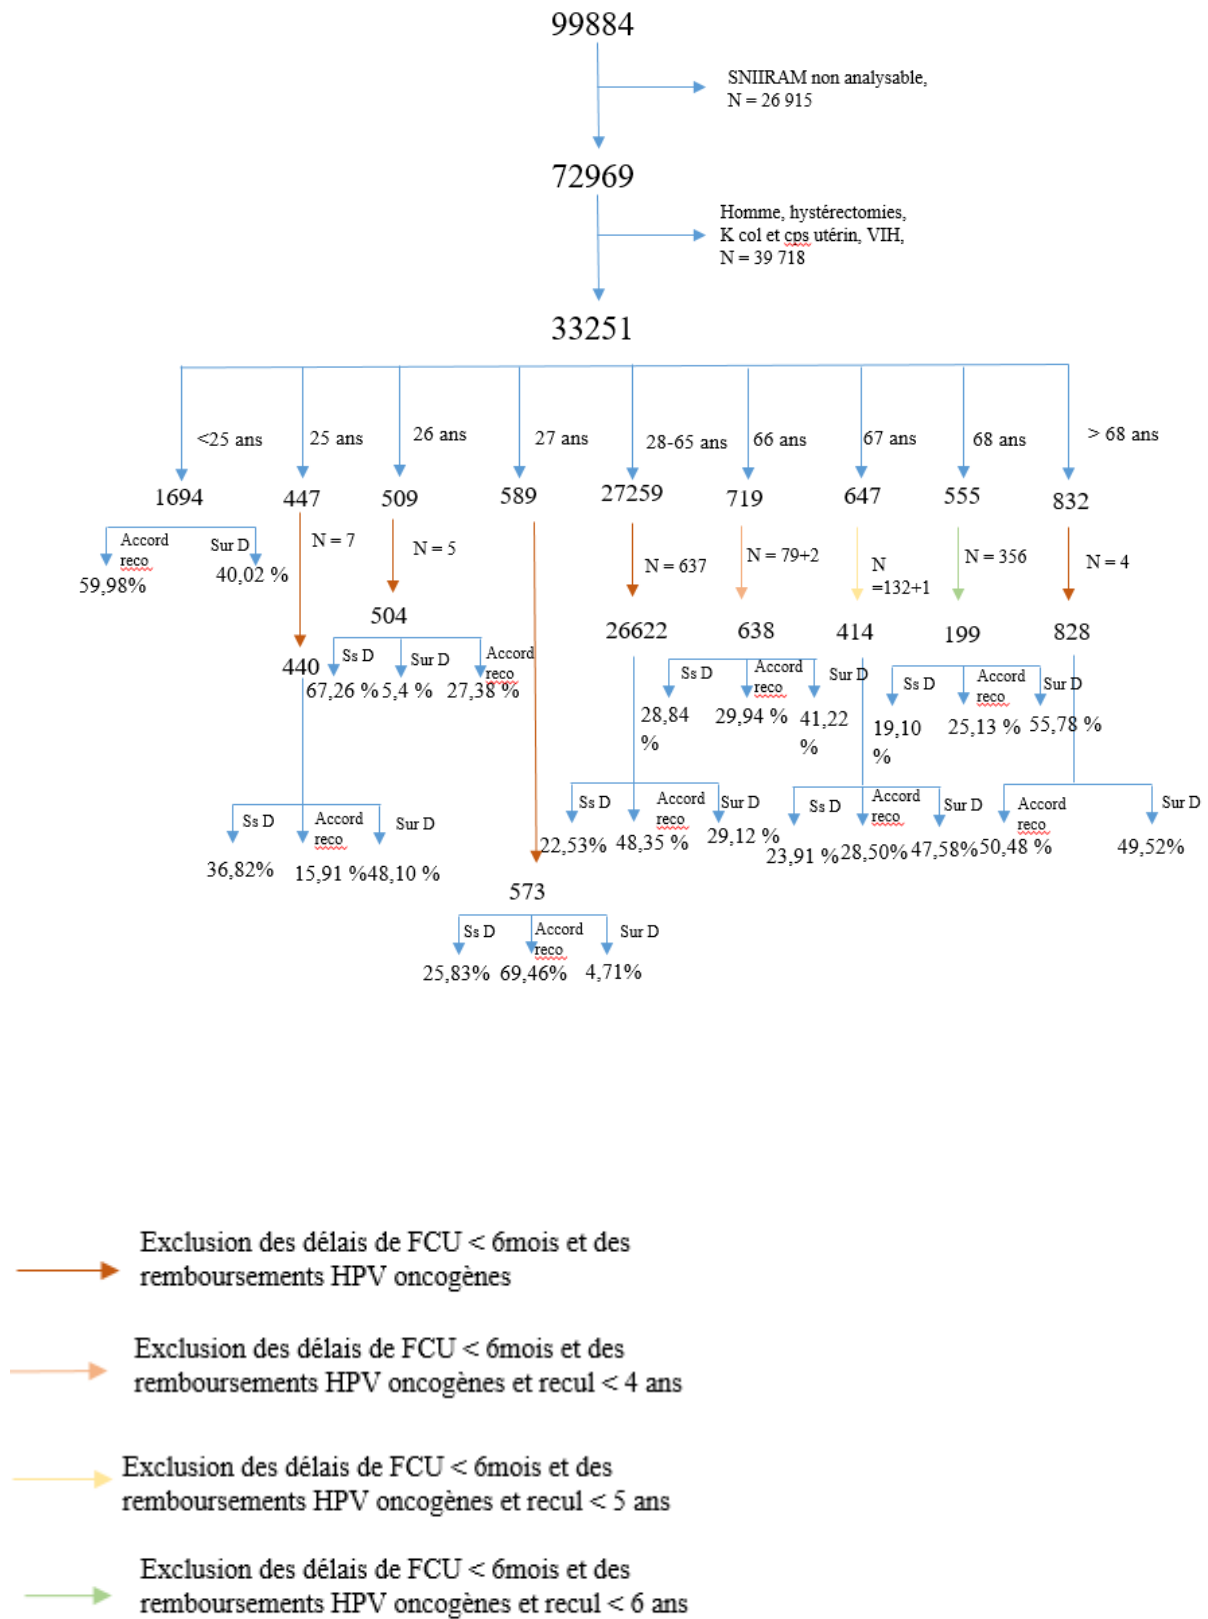 99884
SNIIRAM non analysable,
N = 26 915
72969
Homme, hystérectomies,
K col et cps utérin, VIH,
N = 39 718
33251
<25 ans
25 ans
26 ans
27 ans
28-65 ans
66 ans
67 ans
68 ans
> 68 ans
1694
447
509
589
27259
719
647
555
832
Accord
reco
Sur D
59,98%
40,02 %
N = 7
N = 5
N = 637
N = 79+2
N
=132+1
N = 356
N = 4
504
26622
638
414
199
828
440
Ss D
Sur D
Accord
reco
67,26 %
5,4 %
27,38 %
Ss D
Accord
reco
Sur D
28,84
%
29,94 %
41,22
%
Ss D
Accord
reco
Sur D
19,10
%
25,13 %
55,78 %
Ss D
Accord
reco
Sur D
36,82%
15,91 %
48,10 %
Ss D
Accord
reco
Sur D
22,53%
48,35 %
29,12 %
Ss D
Accord
reco
Sur D
23,91 %
28,50%
47,58%
Accord
reco
Sur D
50,48 %
49,52%
573
Ss D
Accord
reco
Sur D
25,83%
69,46%
4,71%
Exclusion des délais de FCU < 6mois et des
remboursements HPV oncogènes
Exclusion des délais de FCU < 6mois et des
remboursements HPV oncogènes et recul < 4 ans
Exclusion des délais de FCU < 6mois et des
remboursements HPV oncogènes et recul < 5 ans
Exclusion des délais de FCU < 6mois et des
remboursements HPV oncogènes et recul < 6 ans